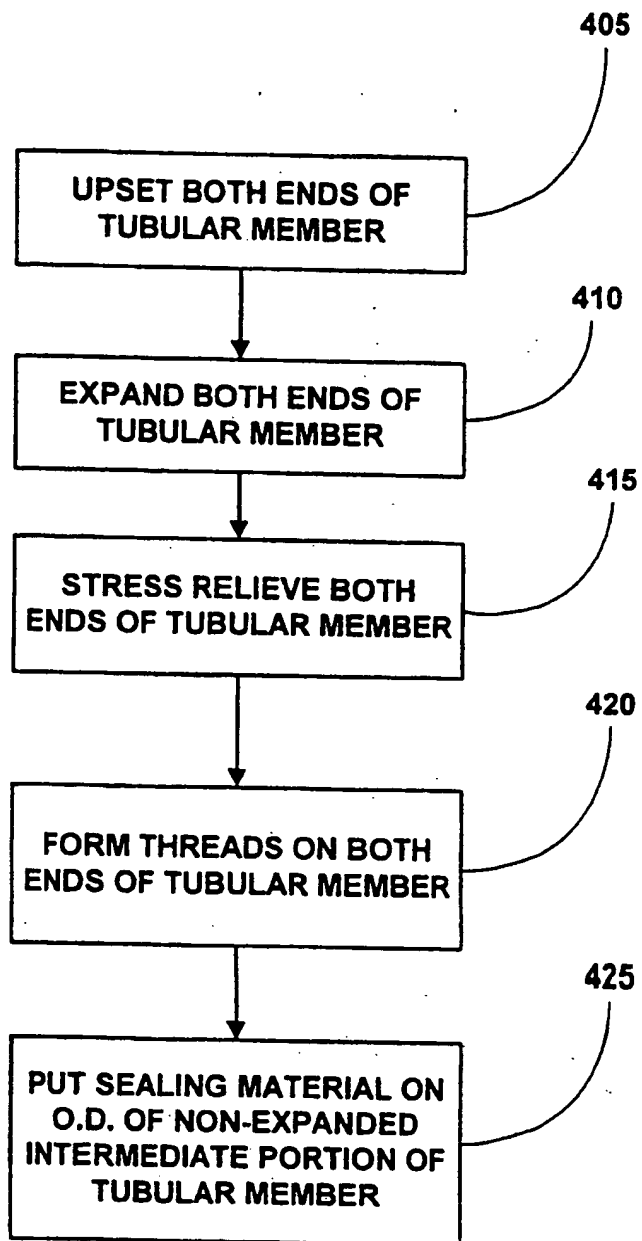 405
UPSET BOTH ENDS OF
TUBULAR MEMBER
410
EXPAND BOTH ENDS OF
TUBULAR MEMBER
415
STRESS RELIEVE BOTH
ENDS OF TUBULAR MEMBER
420
FORM THREADS ON BOTH
ENDS OF TUBULAR MEMBER
425
PUT SEALING MATERIAL ON
O.D. OF NON-EXPANDED
INTERMEDIATE PORTION OF
TUBULAR MEMBER